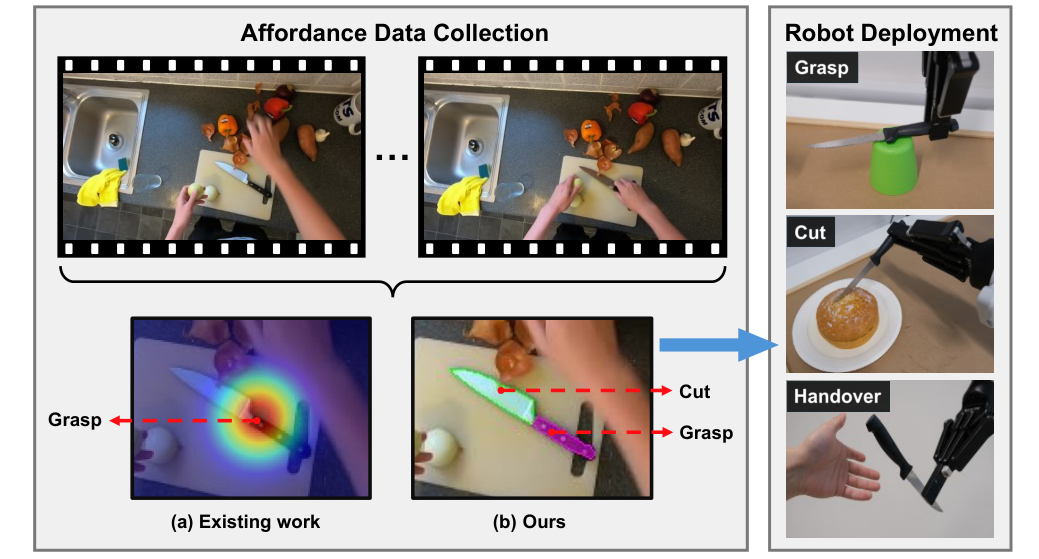 Affordance Data Collection
...
Grasp
Cut
Grasp
(a) Existing work
(b) Ours
Robot Deployment
Grasp
Cut
Handover